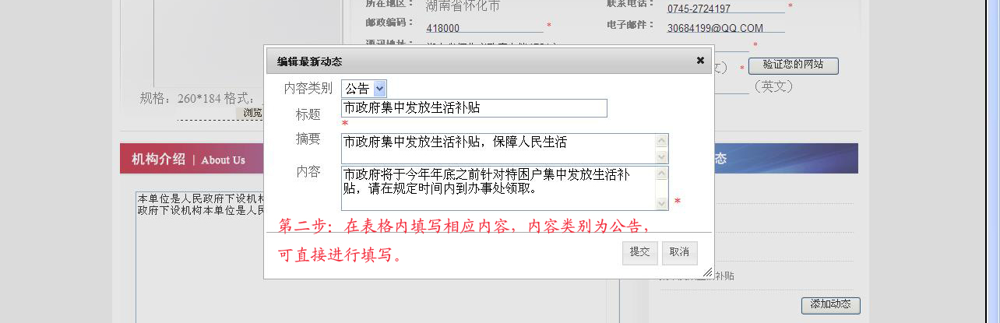 所在地区： 湖南省怀化市 联系电话： 0745-2724197 *
邮政编码： 418000 * 电子邮件： 30684199@QQ.COM
通讯地址： *
编辑最新动态 ✖
文） * 验证您的网站
内容类别 公告
（英文）
规格：260*184 格式：
标题 市政府集中发放生活补贴
*
浏览
摘要 市政府集中发放生活补贴，保障人民生活
机构介绍 | About Us
态
内容 市政府将于今年年底之前针对特困户集中发放生活补
贴，请在规定时间内到办事处领取。
*
本单位是人民政府下设机构
政府下设机构本单位是人民
第二步：在表格内填写相应内容，内容类别为公告，
可直接进行填写。
提交 取消
补贴
添加动态